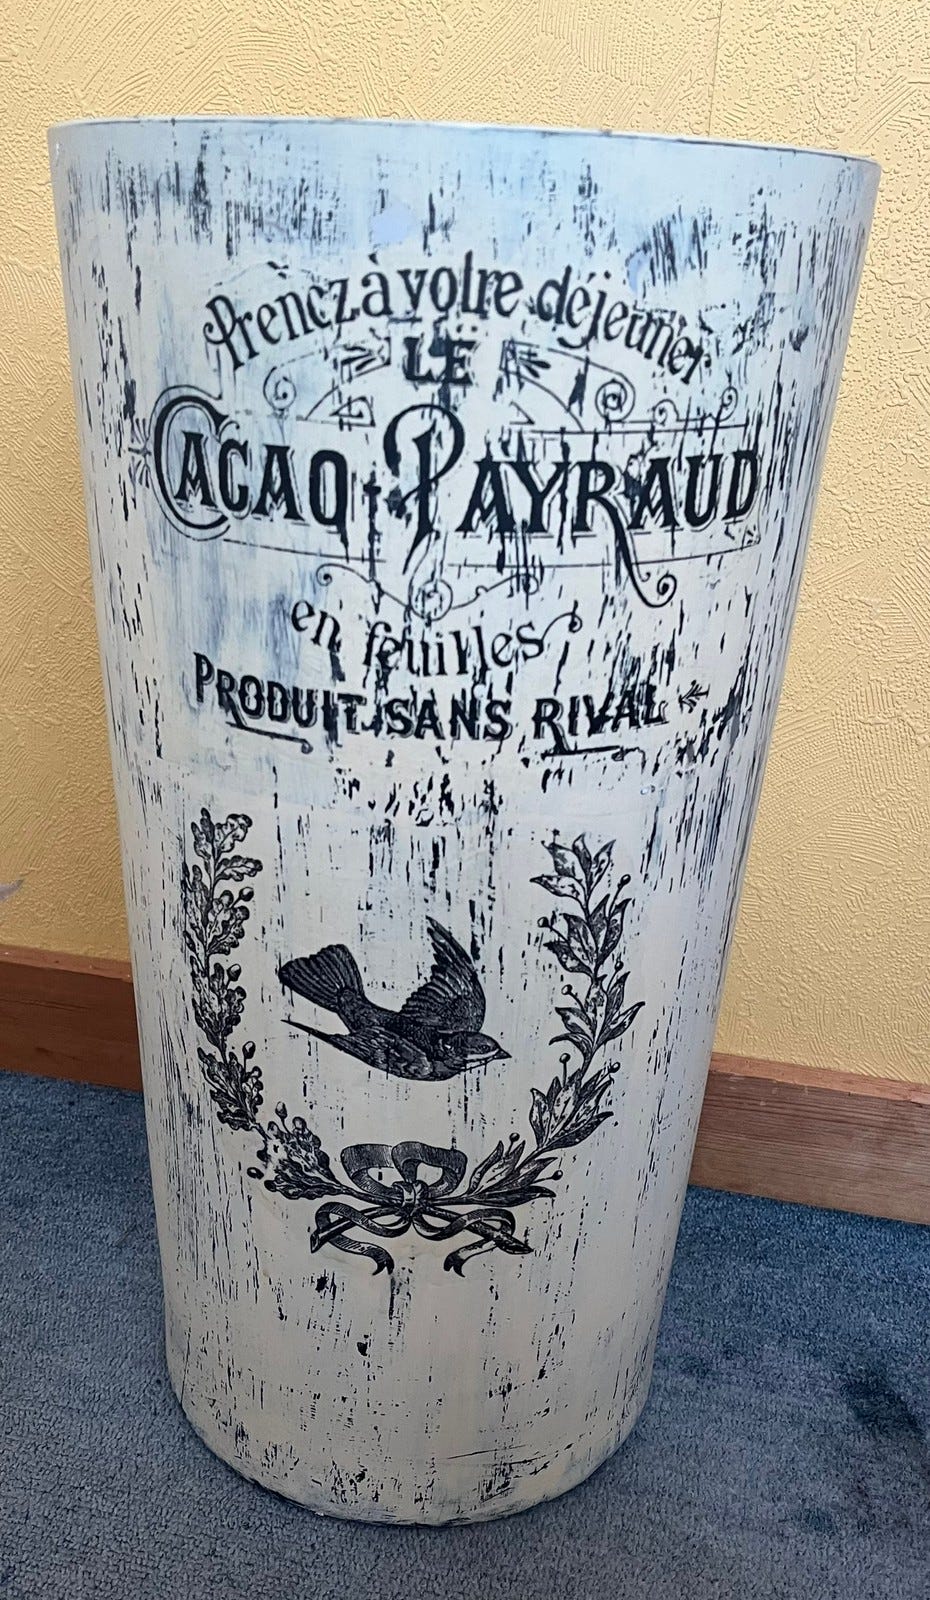 Prenez à votre déjeuner
LE
CACAO PAYRAUD
en feuilles
PRODUIT SANS RIVAL